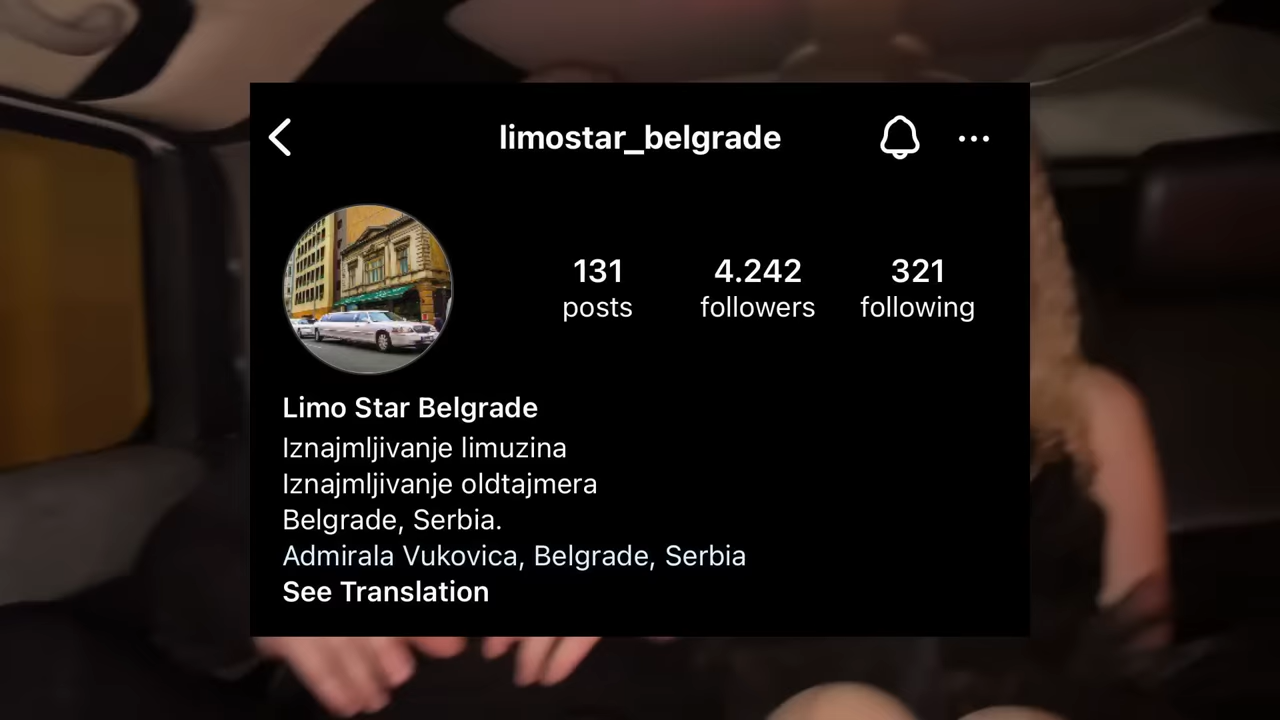 limostar_belgrade
131 4.242 321
posts followers following
Limo Star Belgrade
Iznajmljivanje limuzina
Iznajmljivanje oldtajmera
Belgrade, Serbia.
Admirala Vukovica, Belgrade, Serbia
See Translation